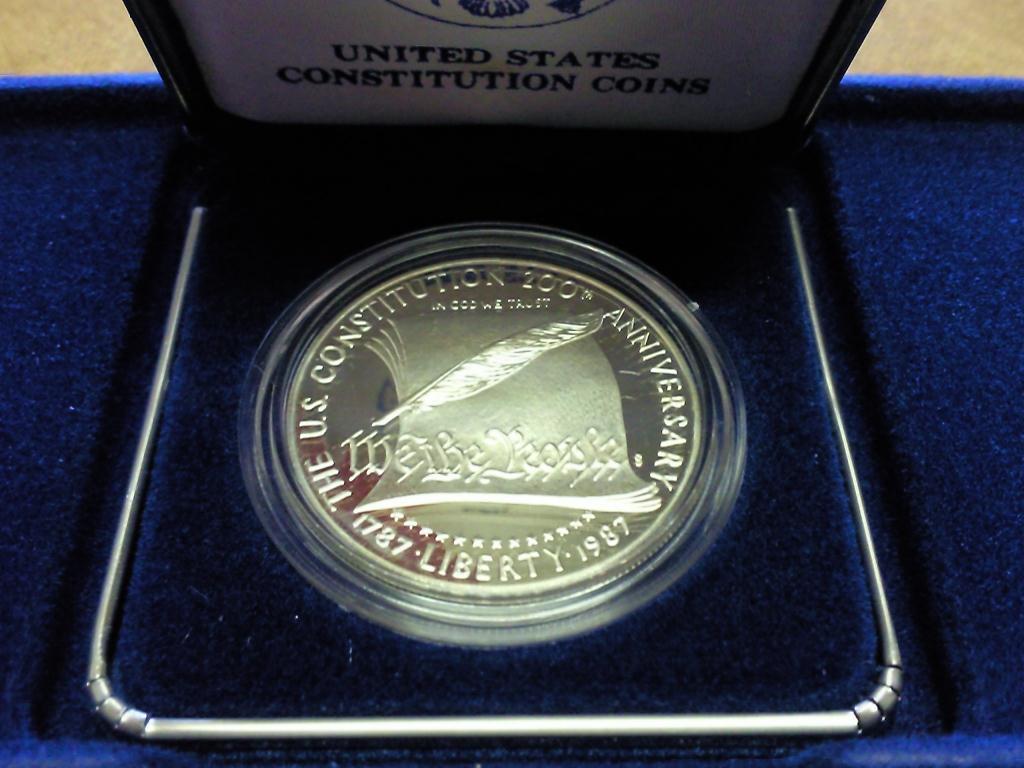 UNITED STATES
CONSTITUTION COINS
THE U.S. CONSTITUTION 200TH ANNIVERSARY
IN GOD WE TRUST
We the People
S
1787 · LIBERTY · 1987